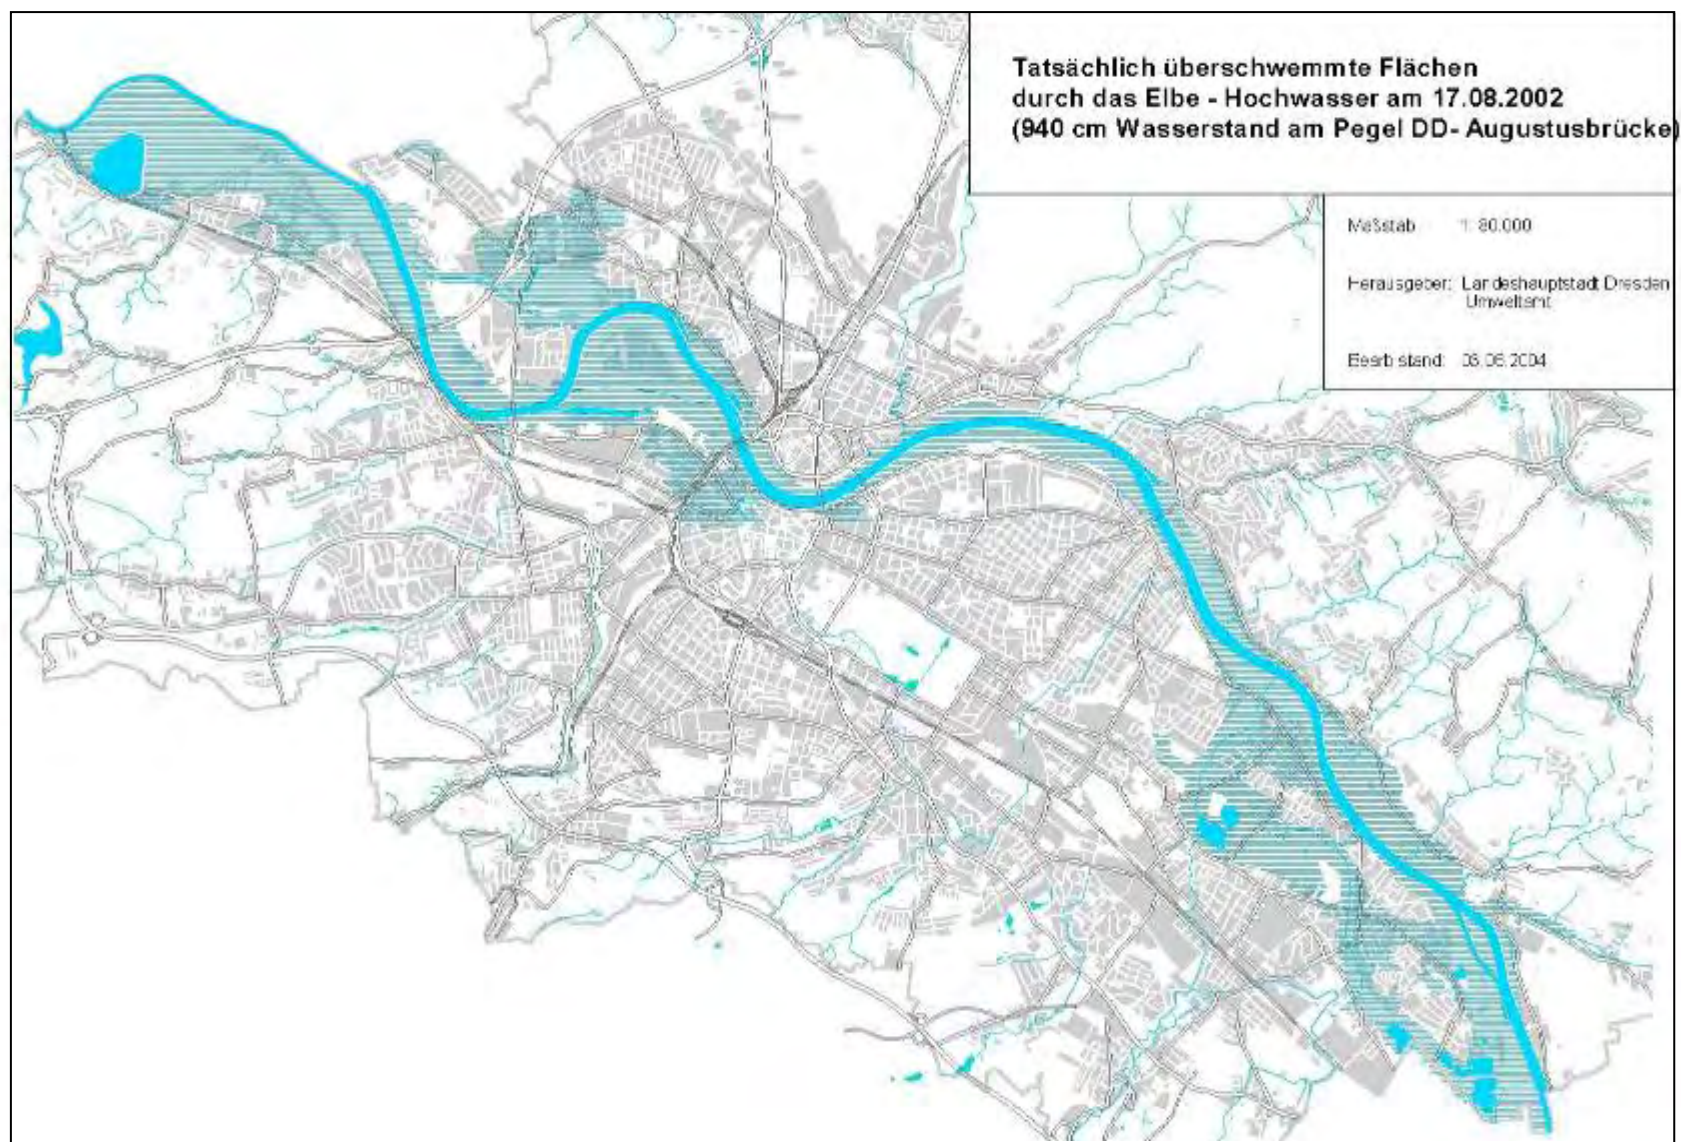 Tatsächlich überschwemmte Flächen
durch das Elbe - Hochwasser am 17.08.2002
(940 cm Wasserstand am Pegel DD- Augustusbrücke)
Maßstab 1: 80.000
Herausgeber: Landeshauptstadt Dresden
Umweltamt
Bearb stand: 03.06.2004